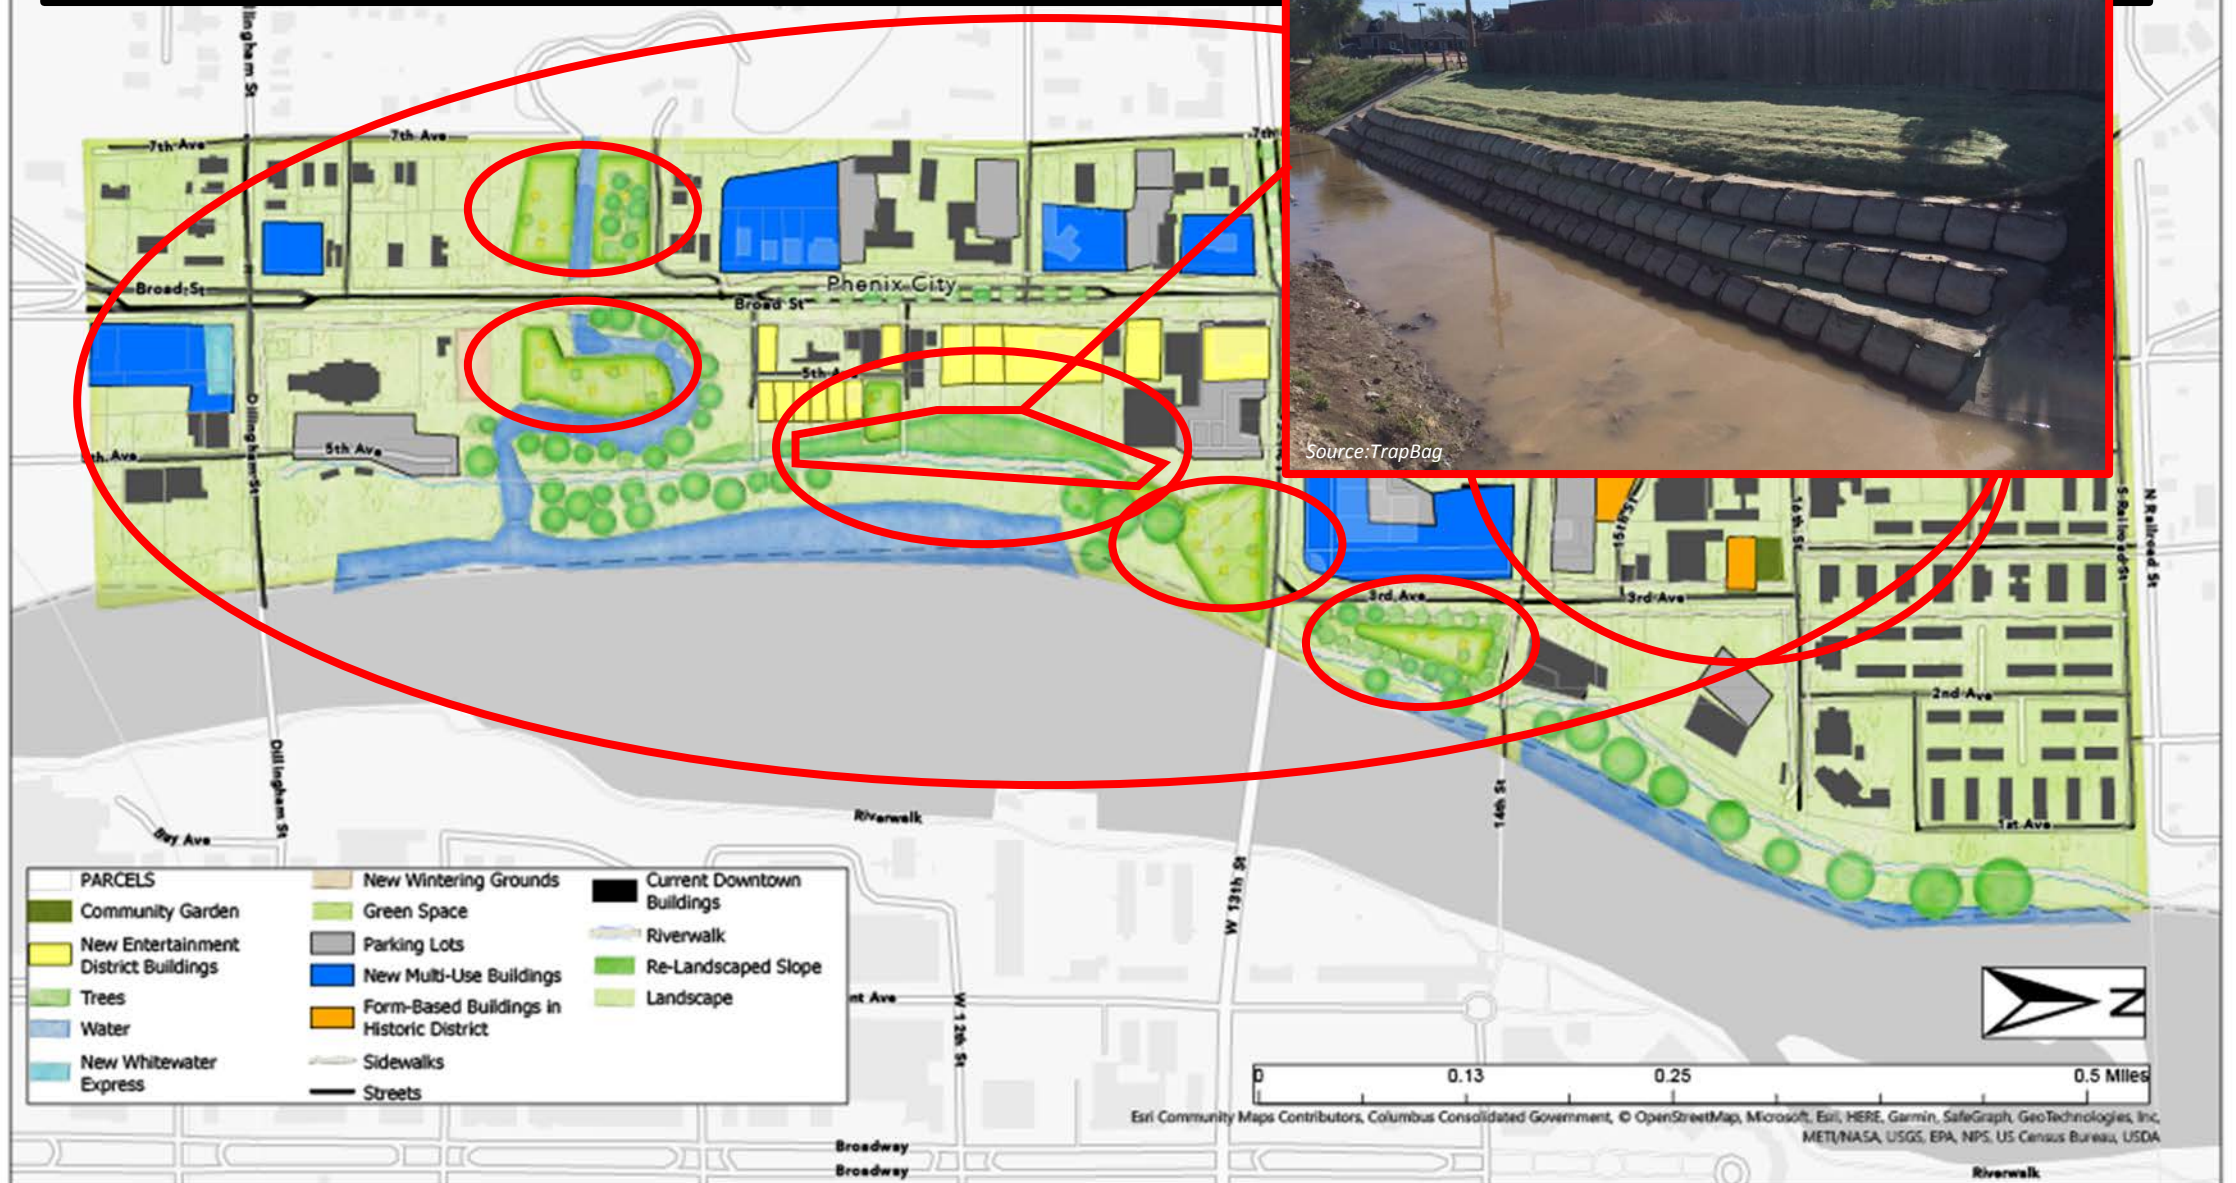 llingham St
7th Ave
7th Ave
7th
Broad St
Phenix City
Broad St
5th Ave
Dillingham St
5th Ave
5th Ave
Source:TrapBag
15th St
16th St
S Railroad St
N Railroad St
3rd Ave
3rd Ave
2nd Ave
1st Ave
Dillingham St
14th St
Bay Ave
Riverwalk
W 13th St
nt Ave
W 12th St
PARCELS
Community Garden
New Entertainment
District Buildings
Trees
Water
New Whitewater
Express
New Wintering Grounds
Green Space
Parking Lots
New Multi-Use Buildings
Form-Based Buildings in
Historic District
Sidewalks
Streets
Current Downtown
Buildings
Riverwalk
Re-Landscaped Slope
Landscape
N
0 0.13 0.25 0.5 Miles
Esri Community Maps Contributors, Columbus Consolidated Government, © OpenStreetMap, Microsoft, Esri, HERE, Garmin, SafeGraph, GeoTechnologies, Inc,
METI/NASA, USGS, EPA, NPS, US Census Bureau, USDA
Broadway
Broadway
Riverwalk